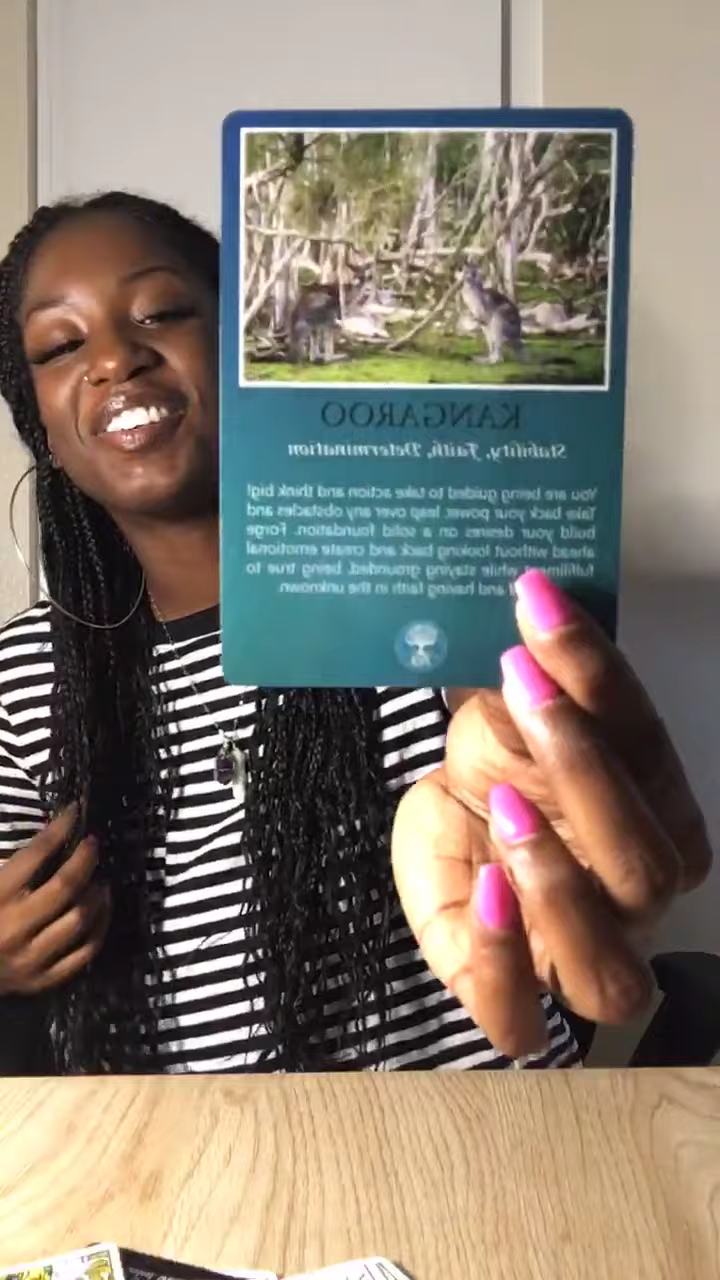 KANGAROO
Stability, Faith, Determination
You are being guided to take action and think big!
Take back your power, leap over any obstacles and
build your desires on a solid foundation. Forge
ahead without looking back and create emotional
fulfillment while staying grounded, being true to
and having faith in the unknown.